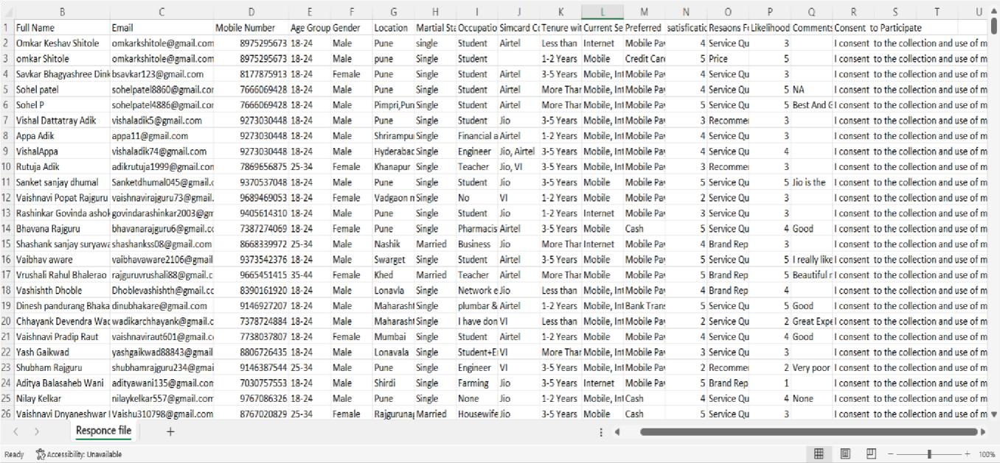 B C D E F G H I J K L M N O P Q R S T U
1 Full Name Email Mobile Number Age Group Gender Location Martial Sta Occupatio Simcard Co Tenure wit Current Se Preferred satisficatic Resaons Fo Likelihood Comments Consent to Participate
2 Omkar Keshav Shitole omkarkshitole@gmail.com 8975295673 18-24 Male Pune single Student Airtel Less than Internet Mobile Pay 4 Service Qu 3 I consent to the collection and use of m
3 omkar Shitole omkarkshitole@gmail.com 8975295673 18-24 Male pune Single Student 1-2 Years Mobile Credit Card 5 Price 5 I consent to the collection and use of m
4 Savkar Bhagyashree Dink bsavkar123@gmail.com 8177875913 18-24 Female Pune Single Student Airtel 3-5 Years Mobile, Int Mobile Pay 4 Service Qu 3 I consent to the collection and use of m
5 Sohel patel sohelpatel8860@gmail.com 7666069428 18-24 Male Pune Single Student Airtel More Than Mobile, Int Mobile Pay 4 Service Qu 5 NA I consent to the collection and use of m
6 Sohel P sohelpatel4886@gmail.com 7666069428 18-24 Male Pimpri,Pun Single Student Airtel More Than Mobile, Int Mobile Pay 5 Service Qu 5 Best And G I consent to the collection and use of m
7 Vishal Dattatray Adik vishaladik5@gmail.com 9273030448 18-24 Male Pune Single Student Jio 3-5 Years Mobile, Int Mobile Pay 3 Recommer 3 I consent to the collection and use of m
8 Appa Adik appa11@gmail.com 9273030448 18-24 Male Shrirampu Single Financial a Airtel 1-2 Years Mobile, Int Mobile Pay 4 Service Qu 3 I consent to the collection and use of m
9 VishalAppa vishaladik74@gmail.com 9273030448 18-24 Male Hyderabac Single Engineer Jio, Airtel 3-5 Years Mobile, Int Mobile Pay 4 Service Qu 4 I consent to the collection and use of m
10 Rutuja Adik adikrutuja1999@gmail.com 7869656875 25-34 Female Khanapur Single Teacher Jio, VI 3-5 Years Mobile, Int Mobile Pay 3 Recommer 3 I consent to the collection and use of m
11 Sanket sanjay dhumal Sanketdhumal045@gmail.c 9370537048 18-24 Male Pune Single Student Jio 3-5 Years Mobile Mobile Pay 5 Service Qu 5 Jio is the I consent to the collection and use of m
12 Vaishnavi Popat Rajguru vaishnavirajguru73@gmail. 9689469053 18-24 Female Vadgaon m Single No VI 1-2 Years Mobile Mobile Pay 2 Service Qu 3 I consent to the collection and use of m
13 Rashinkar Govinda ashok govindarashinkar2003@gm 9405614310 18-24 Male Pune Single Student Jio 1-2 Years Internet Mobile Pay 3 Service Qu 3 I consent to the collection and use of m
14 Bhavana Rajguru bhavanarajguru6@gmail.cc 7387274069 18-24 Female Pune Single Pharmacis Airtel 3-5 Years Mobile Cash 5 Service Qu 4 Good I consent to the collection and use of m
15 Shashank sanjay suryawa shashankss08@gmail.com 8668339972 25-34 Male Nashik Married Business Jio More Than Internet Mobile Pay 4 Brand Rep 3 I consent to the collection and use of m
16 Vaibhav aware vaibhavaware2106@gmail 9373542376 18-24 Male Swarget Single Student Airtel 3-5 Years Mobile Mobile Pay 5 Service Qu 5 I really like I consent to the collection and use of m
17 Vrushali Rahul Bhalerao rajguruvrushali88@gmail.c 9665451415 35-44 Female Khed Married Teacher Airtel More Than Mobile Mobile Pay 5 Brand Rep 5 Beautiful r I consent to the collection and use of m
18 Vashishth Dhoble Dhoblevashishth@gmail.cc 8390161920 18-24 Male Lonavla Single Network e Jio Less than Mobile, Int Mobile Pay 4 Brand Rep 4 I consent to the collection and use of m
19 Dinesh pandurang Bhaka dinubhakare@gmail.com 9146927207 18-24 Male Maharasht Single plumbar & Airtel 1-2 Years Mobile, Int Bank Trans 5 Service Qu 5 Good I consent to the collection and use of m
20 Chhayank Devendra Wad wadikarchhayank@gmail.c 7378724884 18-24 Male Maharasht Single I have don VI Less than Mobile, Int Mobile Pay 2 Service Qu 2 Great Expe I consent to the collection and use of m
21 Vaishnavi Pradip Raut vaishnaviraut601@gmail.com 7738037807 18-24 Female Mumbai Single Student Airtel 1-2 Years Mobile Mobile Pay 4 Service Qu 4 Good I consent to the collection and use of m
22 Yash Gaikwad yashgaikwad88843@gmail 8806726435 18-24 Male Lonavala Single Student+Ei VI More Than Mobile, Int Mobile Pay 3 Service Qu 3 I consent to the collection and use of m
23 Shubham Rajguru shubhamrajguru234@gmai 9146387544 25-34 Male Pune Single Engineer VI 3-5 Years Mobile, Int Mobile Pay 2 Recommer 2 Very poor I consent to the collection and use of m
24 Aditya Balasaheb Wani adityawani135@gmail.com 7030757553 18-24 Male Shirdi Single Farming Jio 3-5 Years Internet Mobile Pay 5 Brand Rep 1 I consent to the collection and use of m
25 Nilay Kelkar nilaykelkar557@gmail.com 9767086326 18-24 Male Pune Single None Jio 1-2 Years Mobile, Int Cash 4 Service Qu 4 None I consent to the collection and use of m
26 Vaishnavi Dnyaneshwar Vaishu310798@gmail.com 8767020829 25-34 Female Rajgurunag Married Housewife Jio 3-5 Years Mobile Cash 5 Service Qu 3 I consent to the collection and use of m
Responce file
Ready Accessibility: Unavailable 100%